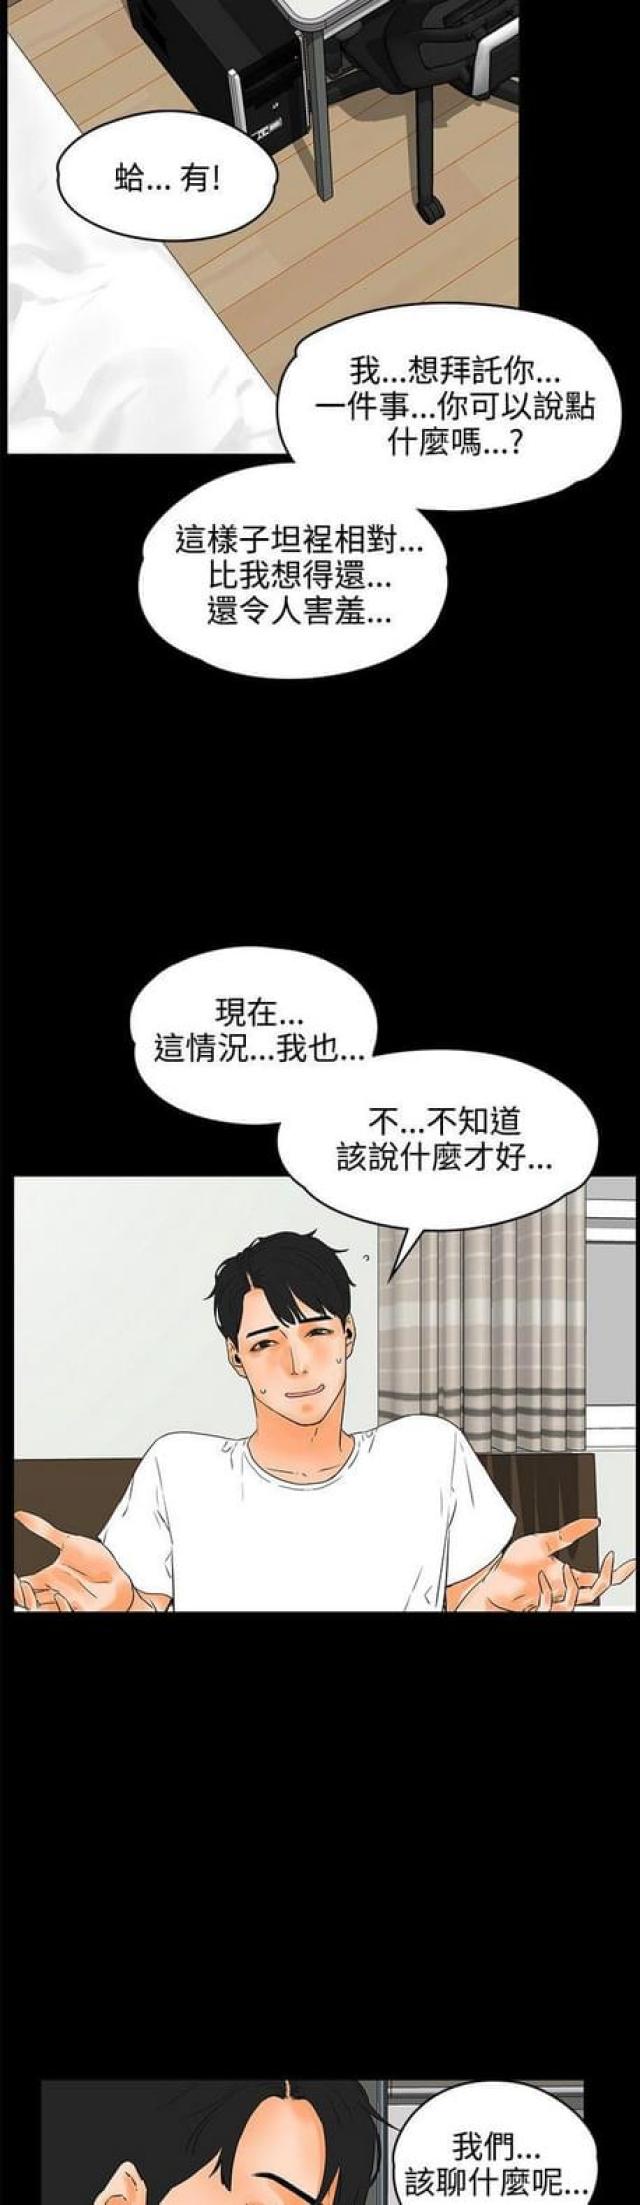 蛤... 有!
我...想拜託你...
一件事...你可以說點
什麼嗎...?
這樣子坦裎相對...
比我想得還...
還令人害羞...
現在...
這情況...我也...
不...不知道
該說什麼才好...
我們...
該聊什麼呢...